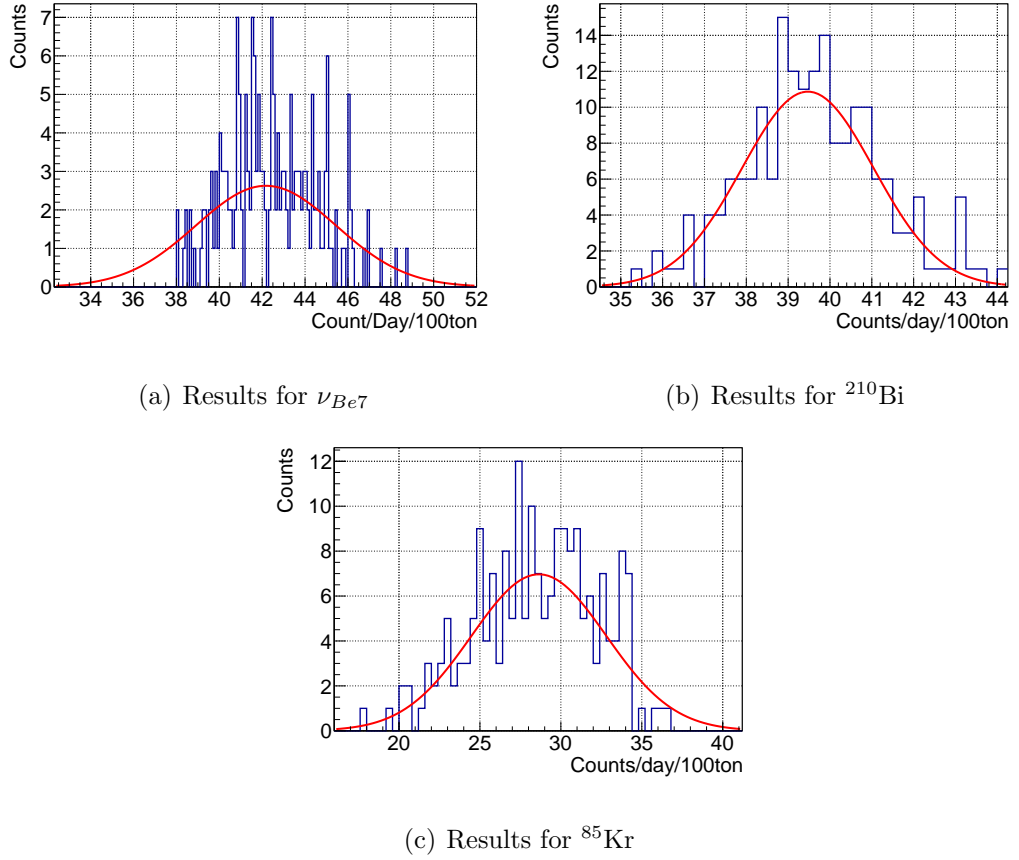 Counts
7
6
5
4
3
2
1
0
34 36 38 40 42 44 46 48 50 52
Count/Day/100ton
(a) Results for νBe7
Counts
14
12
10
8
6
4
2
0
35 36 37 38 39 40 41 42 43 44
Counts/day/100ton
(b) Results for ²¹⁰Bi
Counts
12
10
8
6
4
2
0
20 25 30 35 40
Counts/day/100ton
(c) Results for ⁸⁵Kr